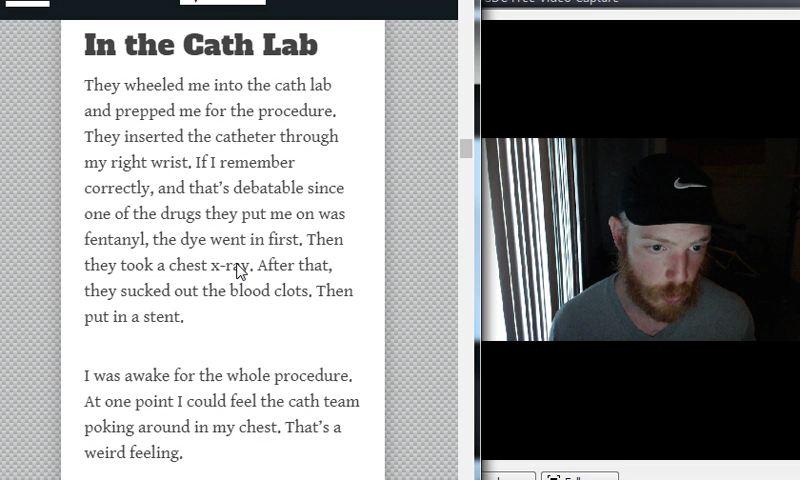 In the Cath Lab
They wheeled me into the cath lab
and prepped me for the procedure.
They inserted the catheter through
my right wrist. If I remember
correctly, and that's debatable since
one of the drugs they put me on was
fentanyl, the dye went in first. Then
they took a chest x-ray. After that,
they sucked out the blood clots. Then
put in a stent.
I was awake for the whole procedure.
At one point I could feel the cath team
poking around in my chest. That's a
weird feeling.